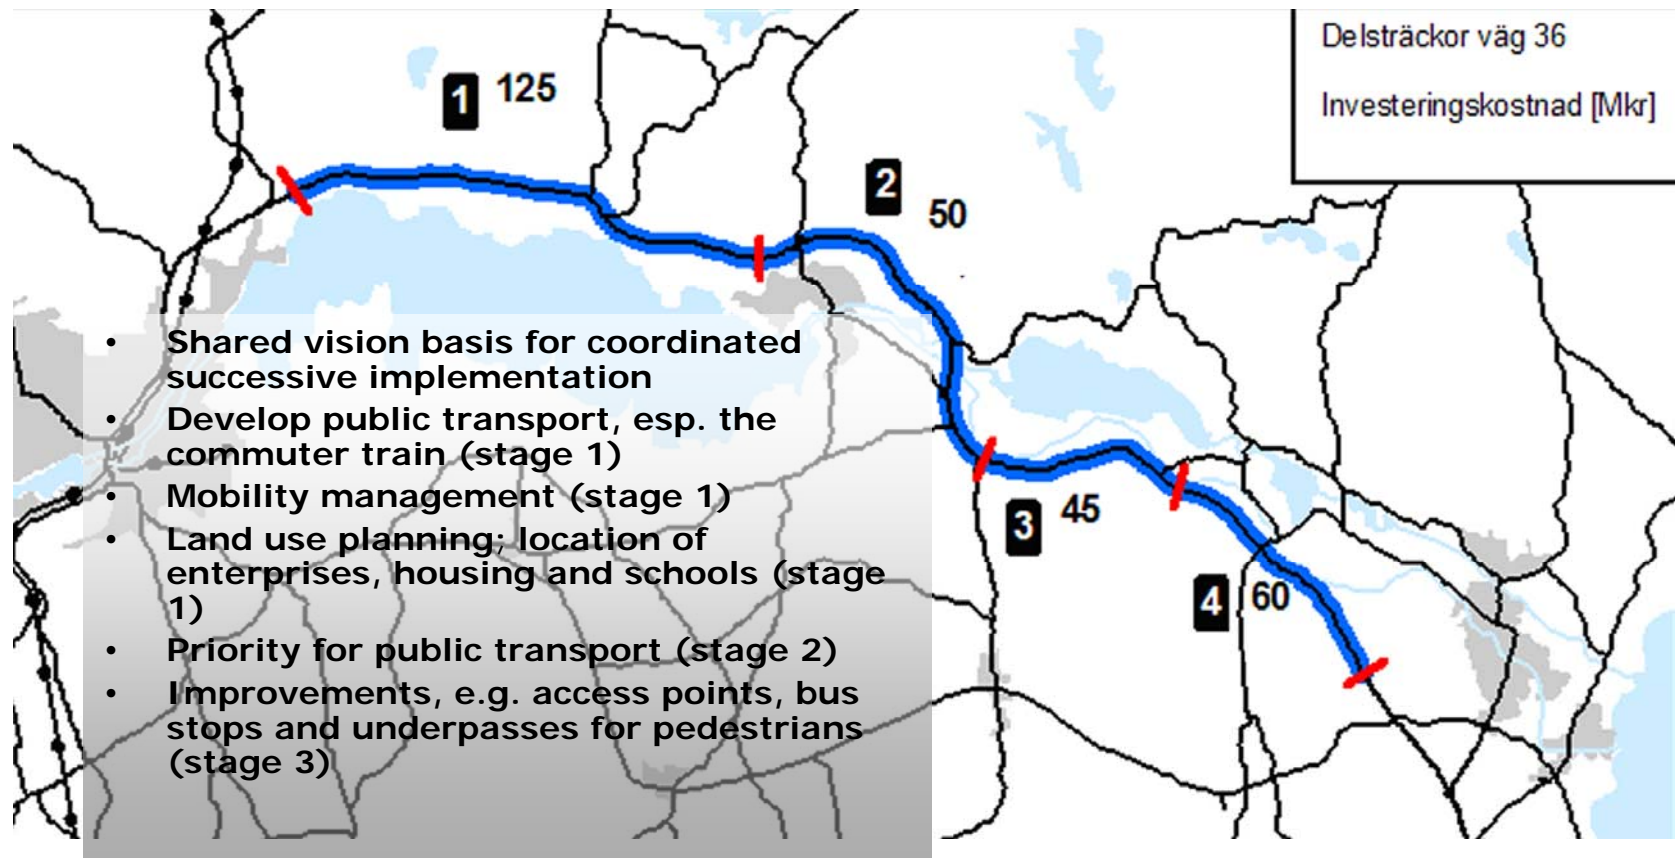 Delsträckor väg 36
Investeringskostnad [Mkr]
1 125
2
50
3 45
4 60
• Shared vision basis for coordinated
successive implementation
• Develop public transport, esp. the
commuter train (stage 1)
• Mobility management (stage 1)
• Land use planning; location of
enterprises, housing and schools (stage
1)
• Priority for public transport (stage 2)
• Improvements, e.g. access points, bus
stops and underpasses for pedestrians
(stage 3)